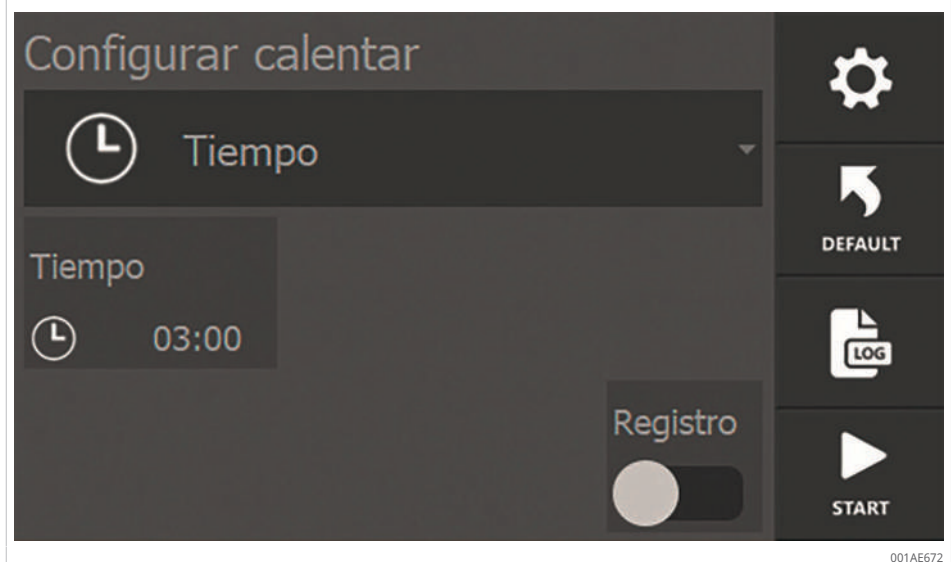 Configurar calentar
Tiempo
DEFAULT
Tiempo
03:00
LOG
Registro
START
001AE672